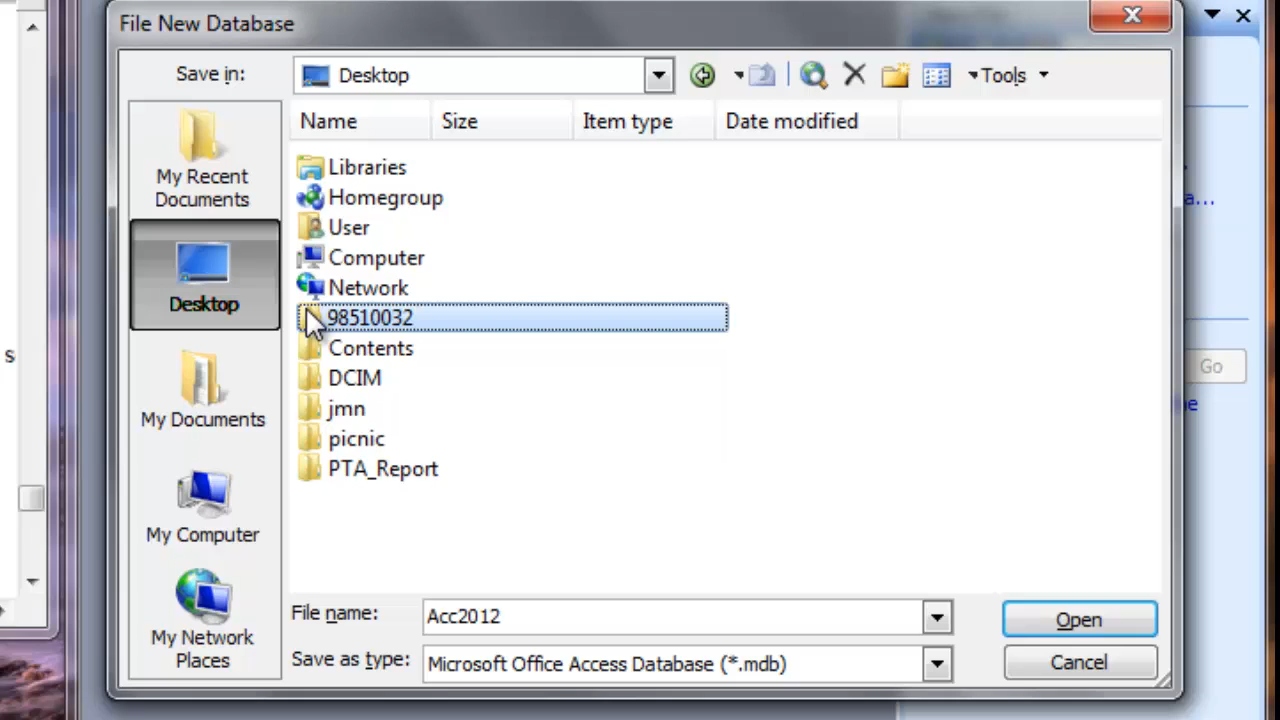 File New Database
Save in:
Desktop
Tools
Name
Size
Item type
Date modified
My Recent
Documents
Desktop
My Documents
My Computer
My Network
Places
Libraries
Homegroup
User
Computer
Network
98510032
Contents
DCIM
jmn
picnic
PTA_Report
File name:
Acc2012
Open
Save as type:
Microsoft Office Access Database (*.mdb)
Cancel
s
a...
Go
ne